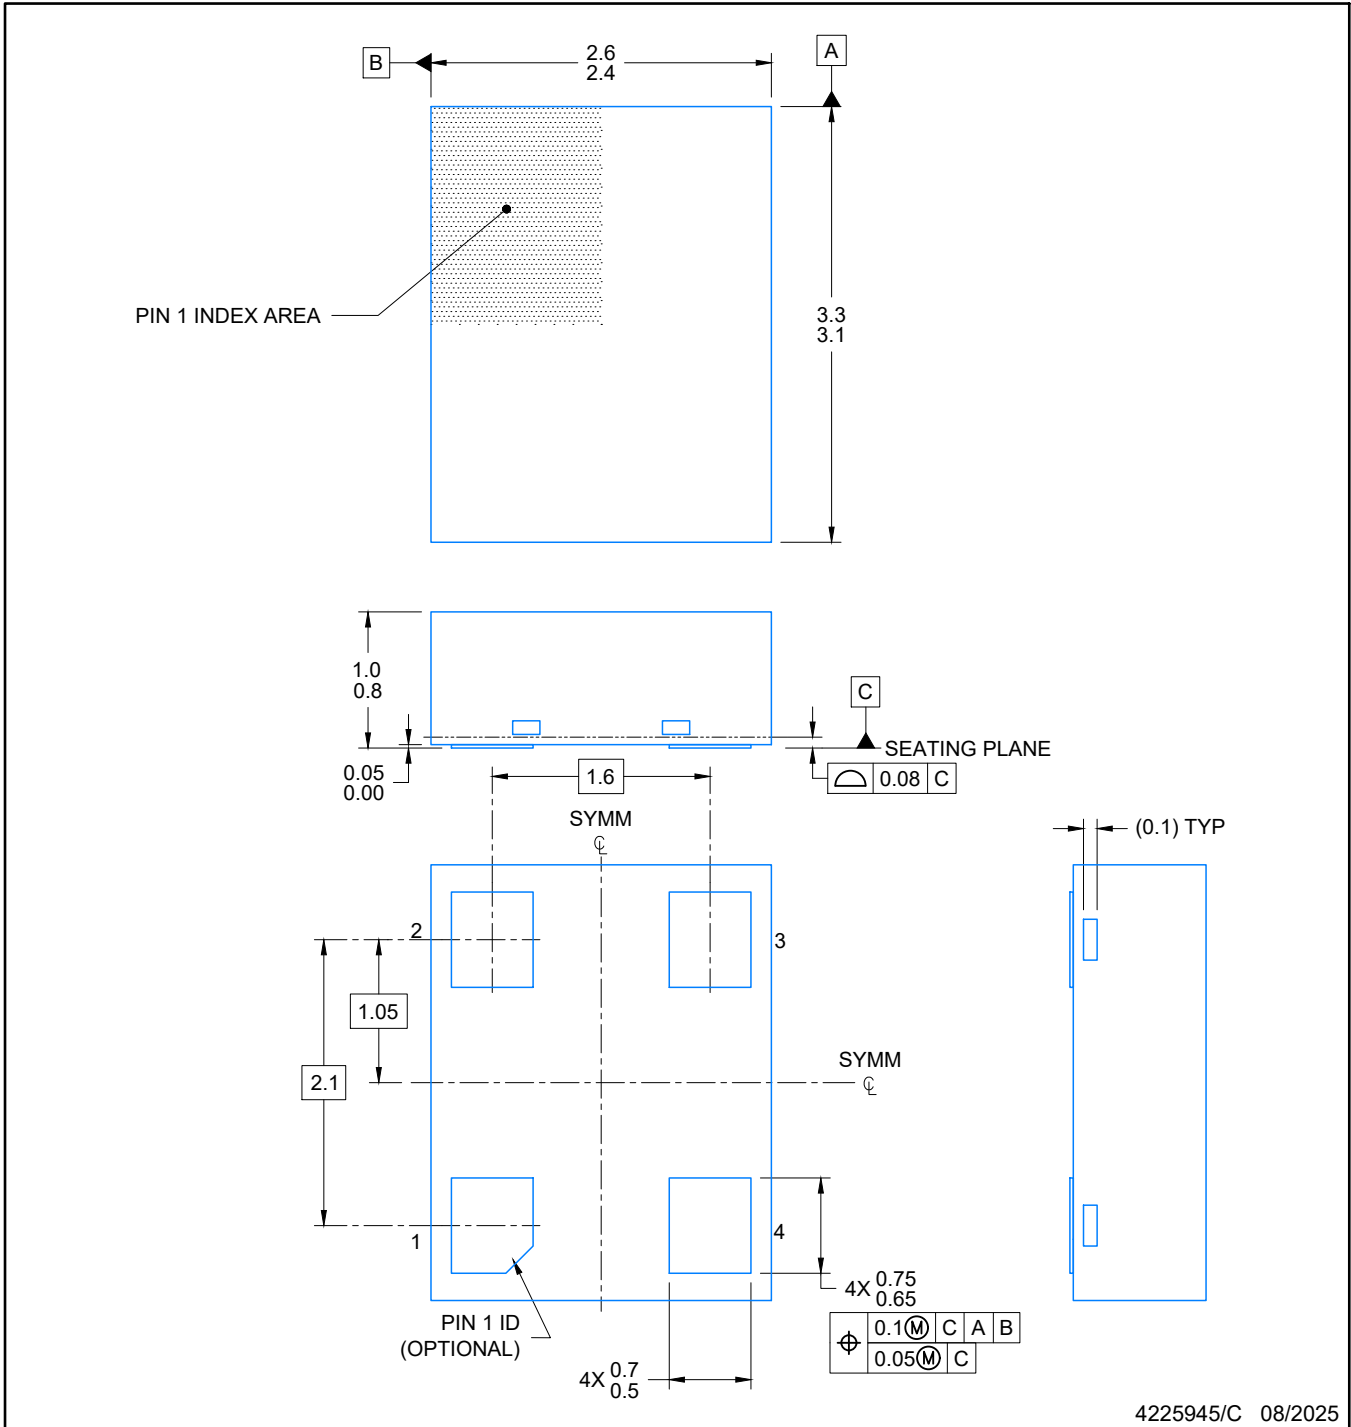 B
2.6
2.4
A
PIN 1 INDEX AREA
3.3
3.1
1.0
0.8
C
SEATING PLANE
0.05
0.00
1.6
0.08 C
SYMM
℄
(0.1) TYP
2
3
1.05
2.1
SYMM
℄
1
4
4X 0.75
0.65
PIN 1 ID
(OPTIONAL)
0.1Ⓜ C A B
0.05Ⓜ C
4X 0.7
0.5
4225945/C 08/2025